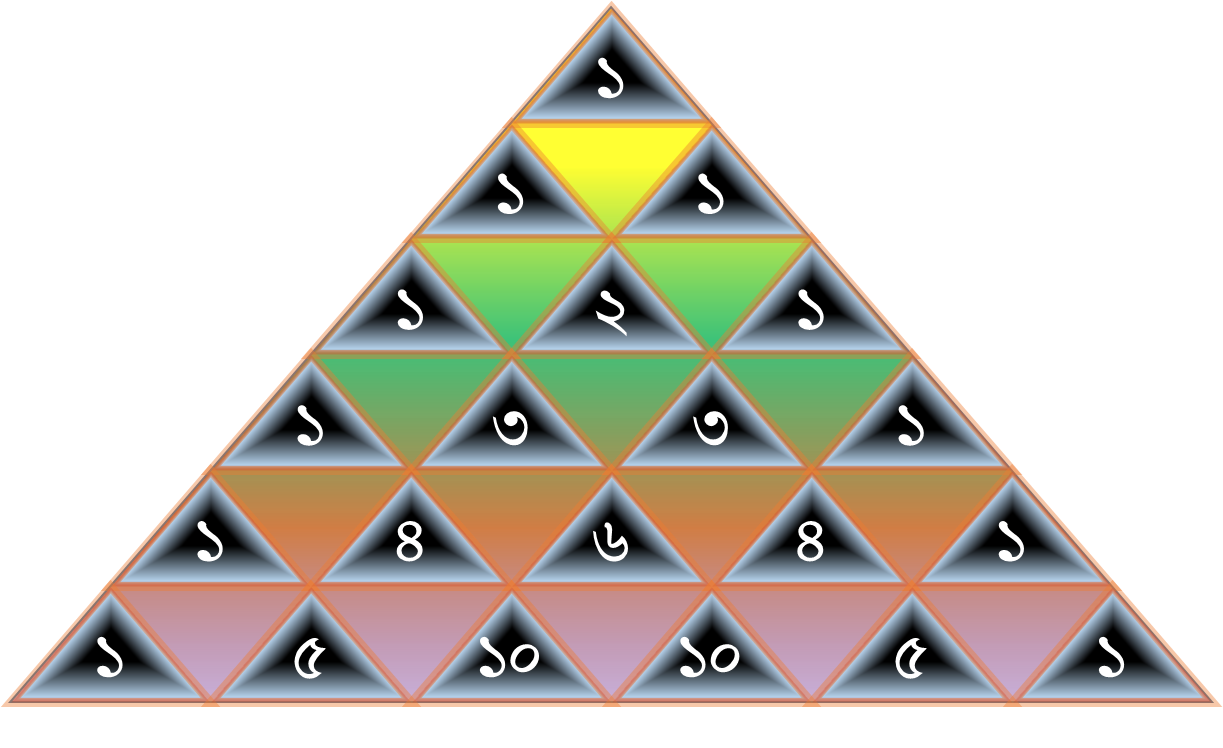 ১
১ ১
১ ২ ১
১ ৩ ৩ ১
১ ৪ ৬ ৪ ১
১ ৫ ১০ ১০ ৫ ১